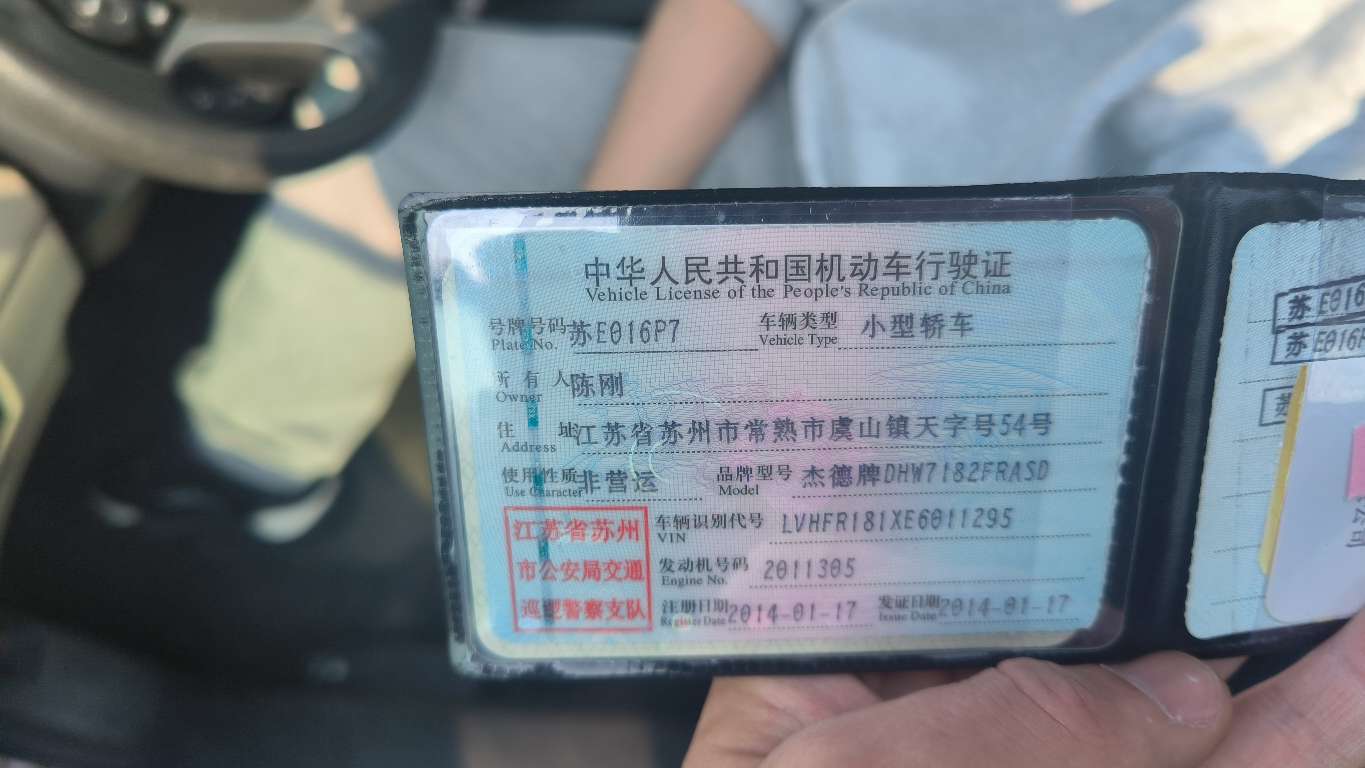 中华人民共和国机动车行驶证
Vehicle License of the People's Republic of China
号牌号码 苏E016P7 车辆类型 小型轿车
Plate No. Vehicle Type
所有人 陈刚
Owner
住址 江苏省苏州市常熟市虞山镇天字号54号
Address
使用性质 非营运 品牌型号 杰德牌DHW7182FRASD
Use Character Model
江苏省苏州
市公安局交通
巡逻警察支队
车辆识别代号 LVHFR181XE6011295
VIN
发动机号码 2011305
Engine No.
注册日期 2014-01-17 发证日期 2014-01-17
Register Date Issue Date
苏E016
苏E016
苏